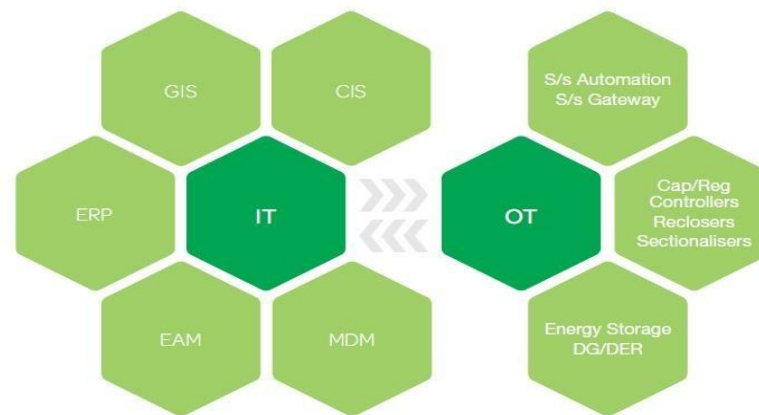 GIS
CIS
S/s Automation
S/s Gateway
ERP
IT
OT
Cap/Reg
Controllers
Reclosers
Sectionalisers
EAM
MDM
Energy Storage
DG/DER